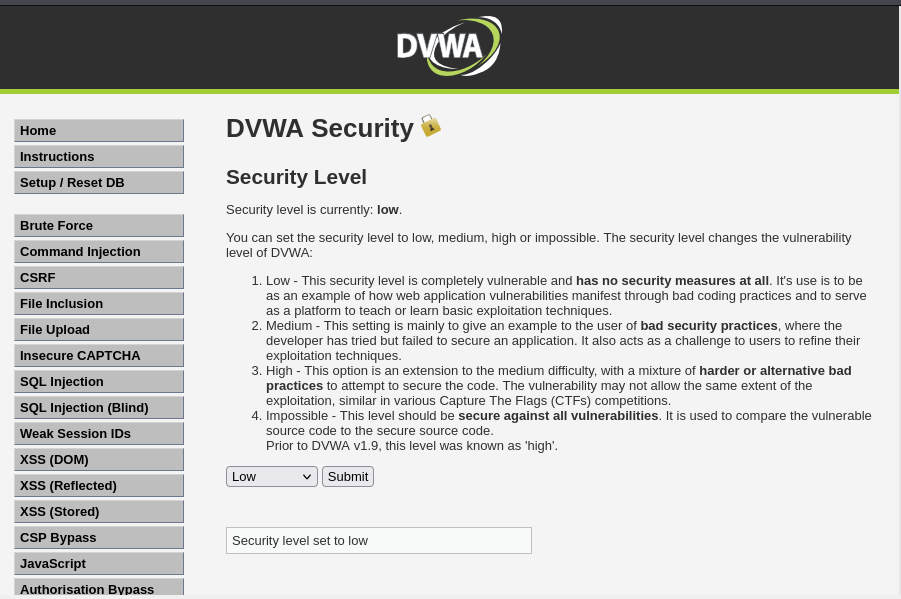 DVWA
Home
Instructions
Setup / Reset DB
Brute Force
Command Injection
CSRF
File Inclusion
File Upload
Insecure CAPTCHA
SQL Injection
SQL Injection (Blind)
Weak Session IDs
XSS (DOM)
XSS (Reflected)
XSS (Stored)
CSP Bypass
JavaScript
Authorisation Bypass
DVWA Security
Security Level
Security level is currently: low.
You can set the security level to low, medium, high or impossible. The security level changes the vulnerability
level of DVWA:
1. Low - This security level is completely vulnerable and has no security measures at all. It's use is to be
as an example of how web application vulnerabilities manifest through bad coding practices and to serve
as a platform to teach or learn basic exploitation techniques.
2. Medium - This setting is mainly to give an example to the user of bad security practices, where the
developer has tried but failed to secure an application. It also acts as a challenge to users to refine their
exploitation techniques.
3. High - This option is an extension to the medium difficulty, with a mixture of harder or alternative bad
practices to attempt to secure the code. The vulnerability may not allow the same extent of the
exploitation, similar in various Capture The Flags (CTFs) competitions.
4. Impossible - This level should be secure against all vulnerabilities. It is used to compare the vulnerable
source code to the secure source code.
Prior to DVWA v1.9, this level was known as 'high'.
Low Submit
Security level set to low